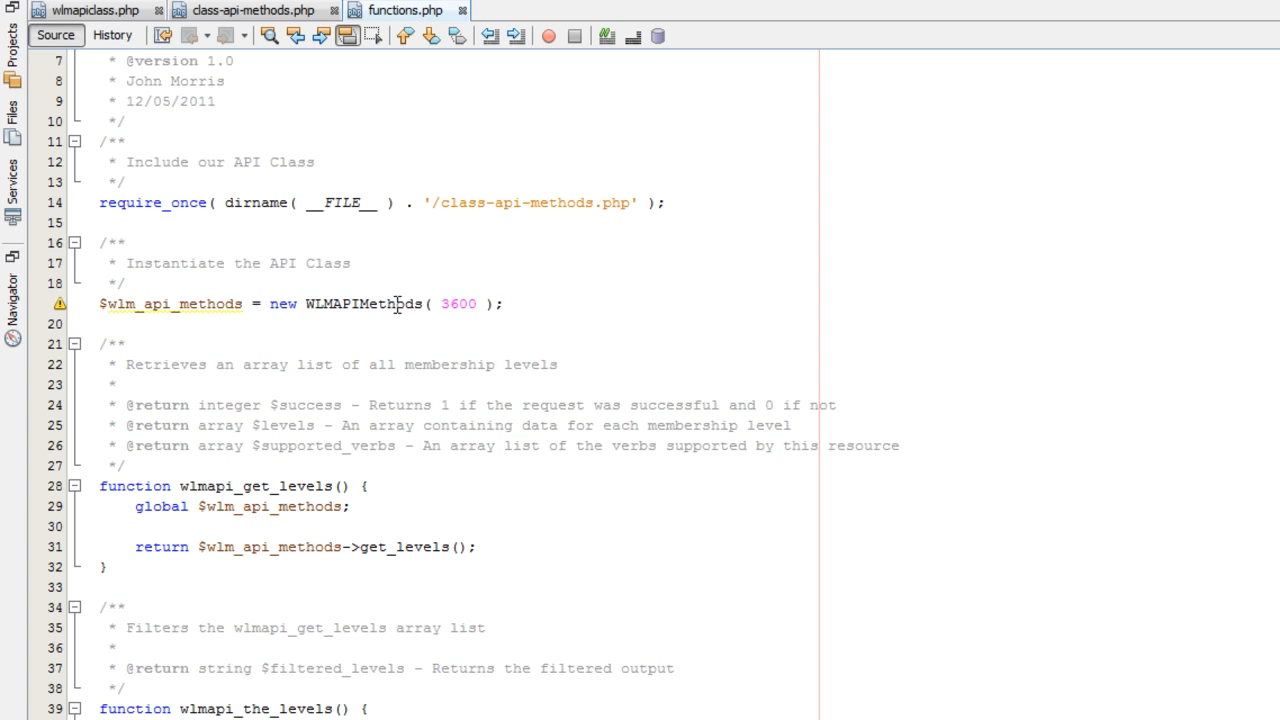 wlmapiclass.php class-api-methods.php functions.php
Source History
Projects
Files
Services
Navigator
7 * @version 1.0
8 * John Morris
9 * 12/05/2011
10 */
11 /**
12 * Include our API Class
13 */
14 require_once( dirname( __FILE__ ) . '/class-api-methods.php' );
15
16 /**
17 * Instantiate the API Class
18 */
$wlm_api_methods = new WLMAPIMethods( 3600 );
20
21 /**
22 * Retrieves an array list of all membership levels
23 *
24 * @return integer $success - Returns 1 if the request was successful and 0 if not
25 * @return array $levels - An array containing data for each membership level
26 * @return array $supported_verbs - An array list of the verbs supported by this resource
27 */
28 function wlmapi_get_levels() {
29 global $wlm_api_methods;
30
31 return $wlm_api_methods->get_levels();
32 }
33
34 /**
35 * Filters the wlmapi_get_levels array list
36 *
37 * @return string $filtered_levels - Returns the filtered output
38 */
39 function wlmapi_the_levels() {